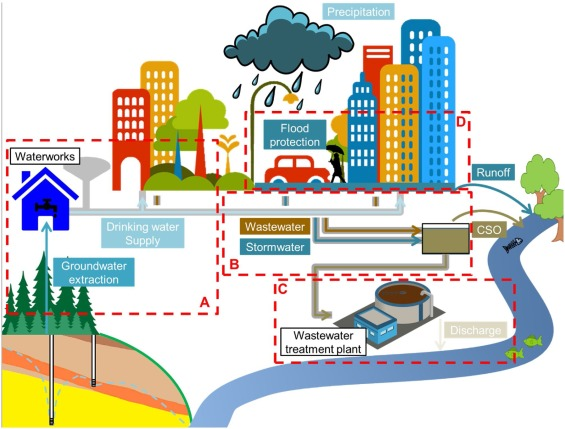 Precipitation
D
Flood
protection
Waterworks
Runoff
Drinking water
Supply
Wastewater
Stormwater
CSO
B
Groundwater
extraction
A
C
Wastewater
treatment plant
Discharge